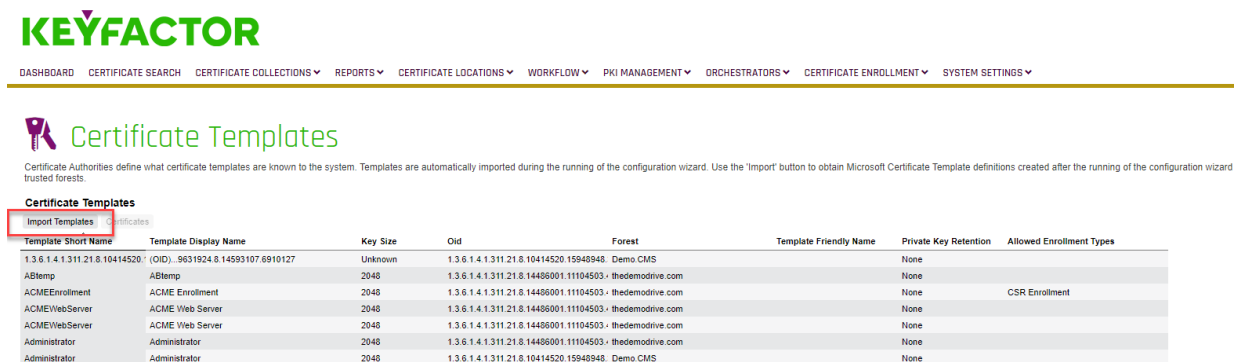 KEYFACTOR
DASHBOARD CERTIFICATE SEARCH CERTIFICATE COLLECTIONS REPORTS CERTIFICATE LOCATIONS WORKFLOW PKI MANAGEMENT ORCHESTRATORS CERTIFICATE ENROLLMENT SYSTEM SETTINGS
Certificate Templates
Certificate Authorities define what certificate templates are known to the system. Templates are automatically imported during the running of the configuration wizard. Use the 'Import' button to obtain Microsoft Certificate Template definitions created after the running of the configuration wizard
trusted forests.
Certificate Templates
Import Templates Certificates
Template Short Name Template Display Name Key Size Oid Forest Template Friendly Name Private Key Retention Allowed Enrollment Types
1.3.6.1.4.1.311.21.8.10414520. (OID)...9631924.8.14593107.6910127 Unknown 1.3.6.1.4.1.311.21.8.10414520.15948948. Demo.CMS None
ABtemp ABtemp 2048 1.3.6.1.4.1.311.21.8.14486001.11104503. thedemodrive.com None
ACMEEnrollment ACME Enrollment 2048 1.3.6.1.4.1.311.21.8.14486001.11104503. thedemodrive.com None CSR Enrollment
ACMEWebServer ACME Web Server 2048 1.3.6.1.4.1.311.21.8.14486001.11104503. thedemodrive.com None
ACMEWebServer ACME Web Server 2048 1.3.6.1.4.1.311.21.8.14486001.11104503. thedemodrive.com None
Administrator Administrator 2048 1.3.6.1.4.1.311.21.8.14486001.11104503. thedemodrive.com None
Administrator Administrator 2048 1.3.6.1.4.1.311.21.8.10414520.15948948. Demo.CMS None